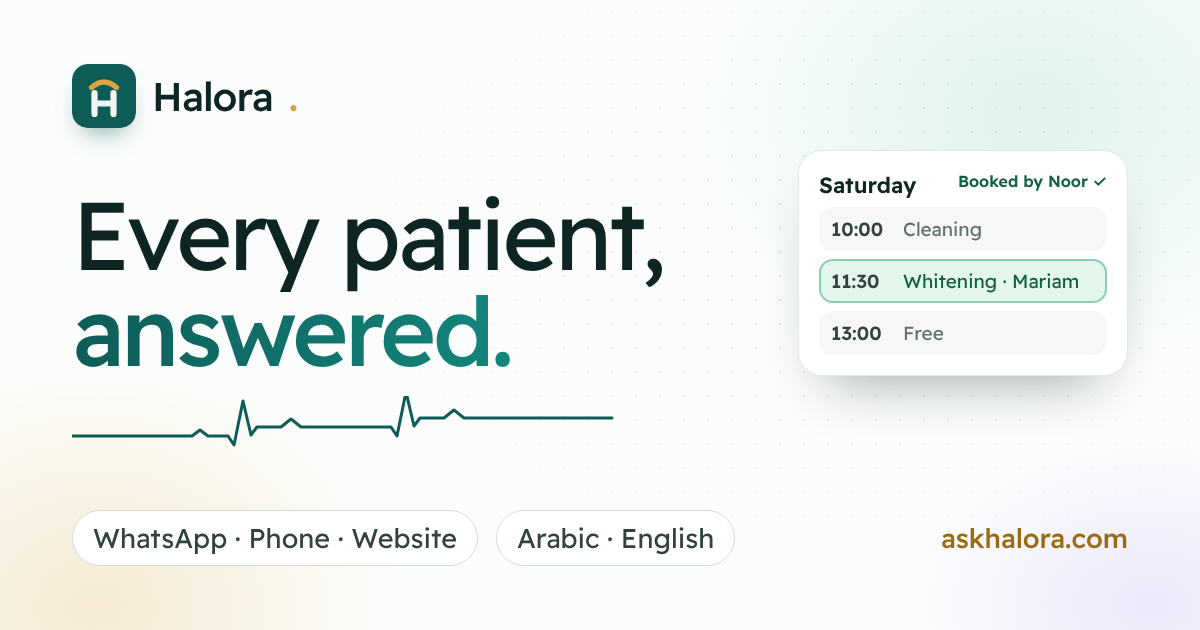 H
Halora .
Every patient,
answered.
Saturday
Booked by Noor ✓
10:00 Cleaning
11:30 Whitening · Mariam
13:00 Free
WhatsApp · Phone · Website
Arabic · English
askhalora.com